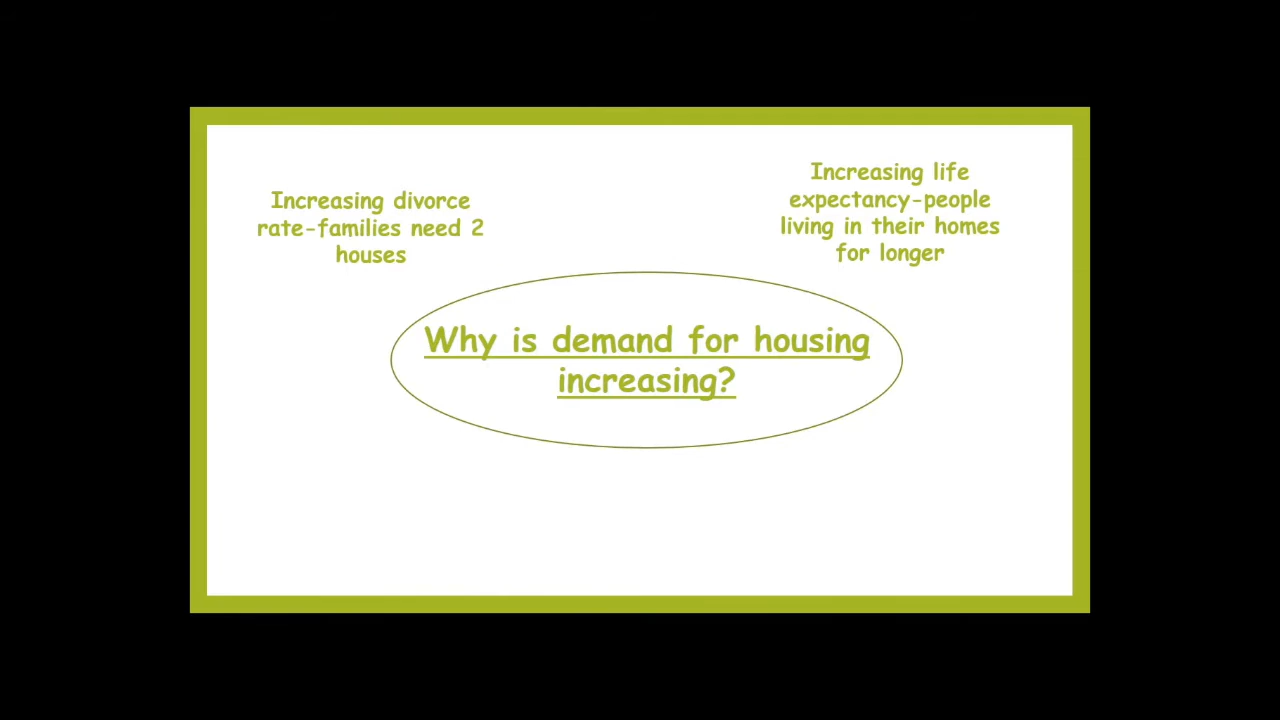 Increasing divorce
rate-families need 2
houses
Increasing life
expectancy-people
living in their homes
for longer
Why is demand for housing
increasing?